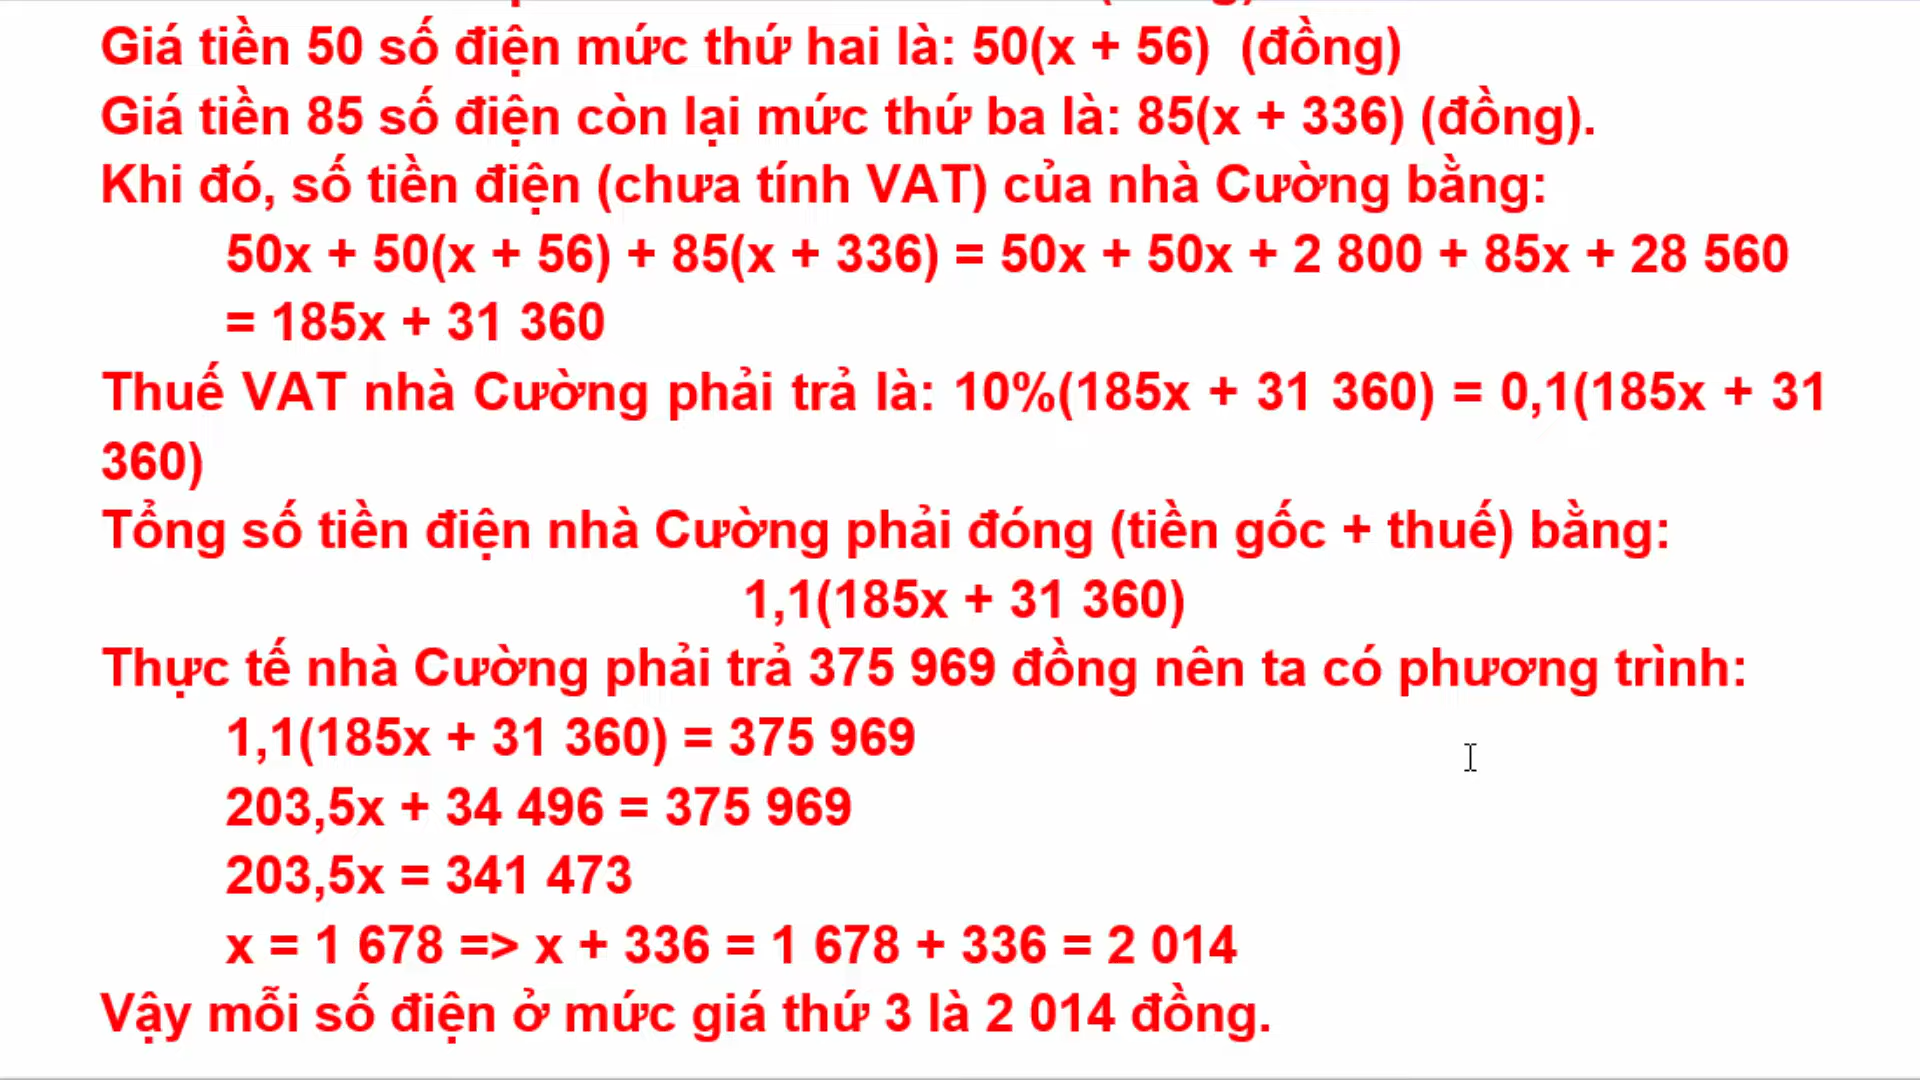 Giá tiền 50 số điện mức thứ hai là: 50(x + 56) (đồng)
Giá tiền 85 số điện còn lại mức thứ ba là: 85(x + 336) (đồng).
Khi đó, số tiền điện (chưa tính VAT) của nhà Cường bằng:
50x + 50(x + 56) + 85(x + 336) = 50x + 50x + 2 800 + 85x + 28 560
= 185x + 31 360
Thuế VAT nhà Cường phải trả là: 10%(185x + 31 360) = 0,1(185x + 31
360)
Tổng số tiền điện nhà Cường phải đóng (tiền gốc + thuế) bằng:
1,1(185x + 31 360)
Thực tế nhà Cường phải trả 375 969 đồng nên ta có phương trình:
1,1(185x + 31 360) = 375 969
203,5x + 34 496 = 375 969
203,5x = 341 473
x = 1 678 => x + 336 = 1 678 + 336 = 2 014
Vậy mỗi số điện ở mức giá thứ 3 là 2 014 đồng.